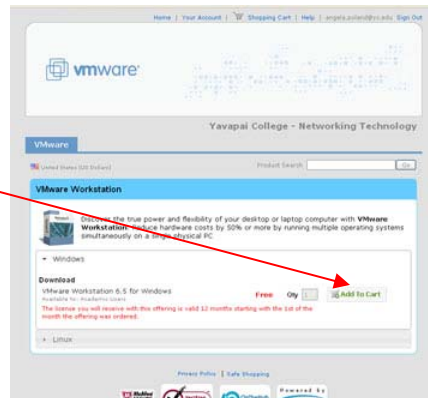 Home | Your Account | Shopping Cart | Help | Sign Out
vmware
Yavapai College - Networking Technology
VMware
United States (US Dollars)
Product Search
Go
VMware Workstation
Discover the true power and flexibility of your desktop or laptop computer with VMware
Workstation. Reduce hardware costs by 50% or more by running multiple operating systems
simultaneously on a single physical PC
Windows
Download
VMware Workstation 6.5 for Windows
Available to: Academic Users
Free Qty 1 Add To Cart
The license you will receive with this offering is valid 12 months starting with the 1st of the
month the offering was ordered.
Linux
Privacy Policy | Safe Shopping
McAfee
Powered by